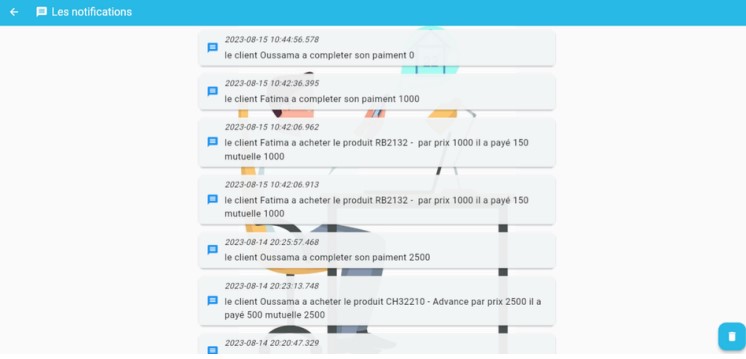 Les notifications
2023-08-15 10:44:56.578
le client Oussama a completer son paiment 0
2023-08-15 10:42:36.395
le client Fatima a completer son paiment 1000
2023-08-15 10:42:06.962
le client Fatima a acheter le produit RB2132 - par prix 1000 il a payé 150
mutuelle 1000
2023-08-15 10:42:06.913
le client Fatima a acheter le produit RB2132 - par prix 1000 il a payé 150
mutuelle 1000
2023-08-14 20:25:57.468
le client Oussama a completer son paiment 2500
2023-08-14 20:23:13.748
le client Oussama a acheter le produit CH32210 - Advance par prix 2500 il a
payé 500 mutuelle 2500
2023-08-14 20:20:47.329